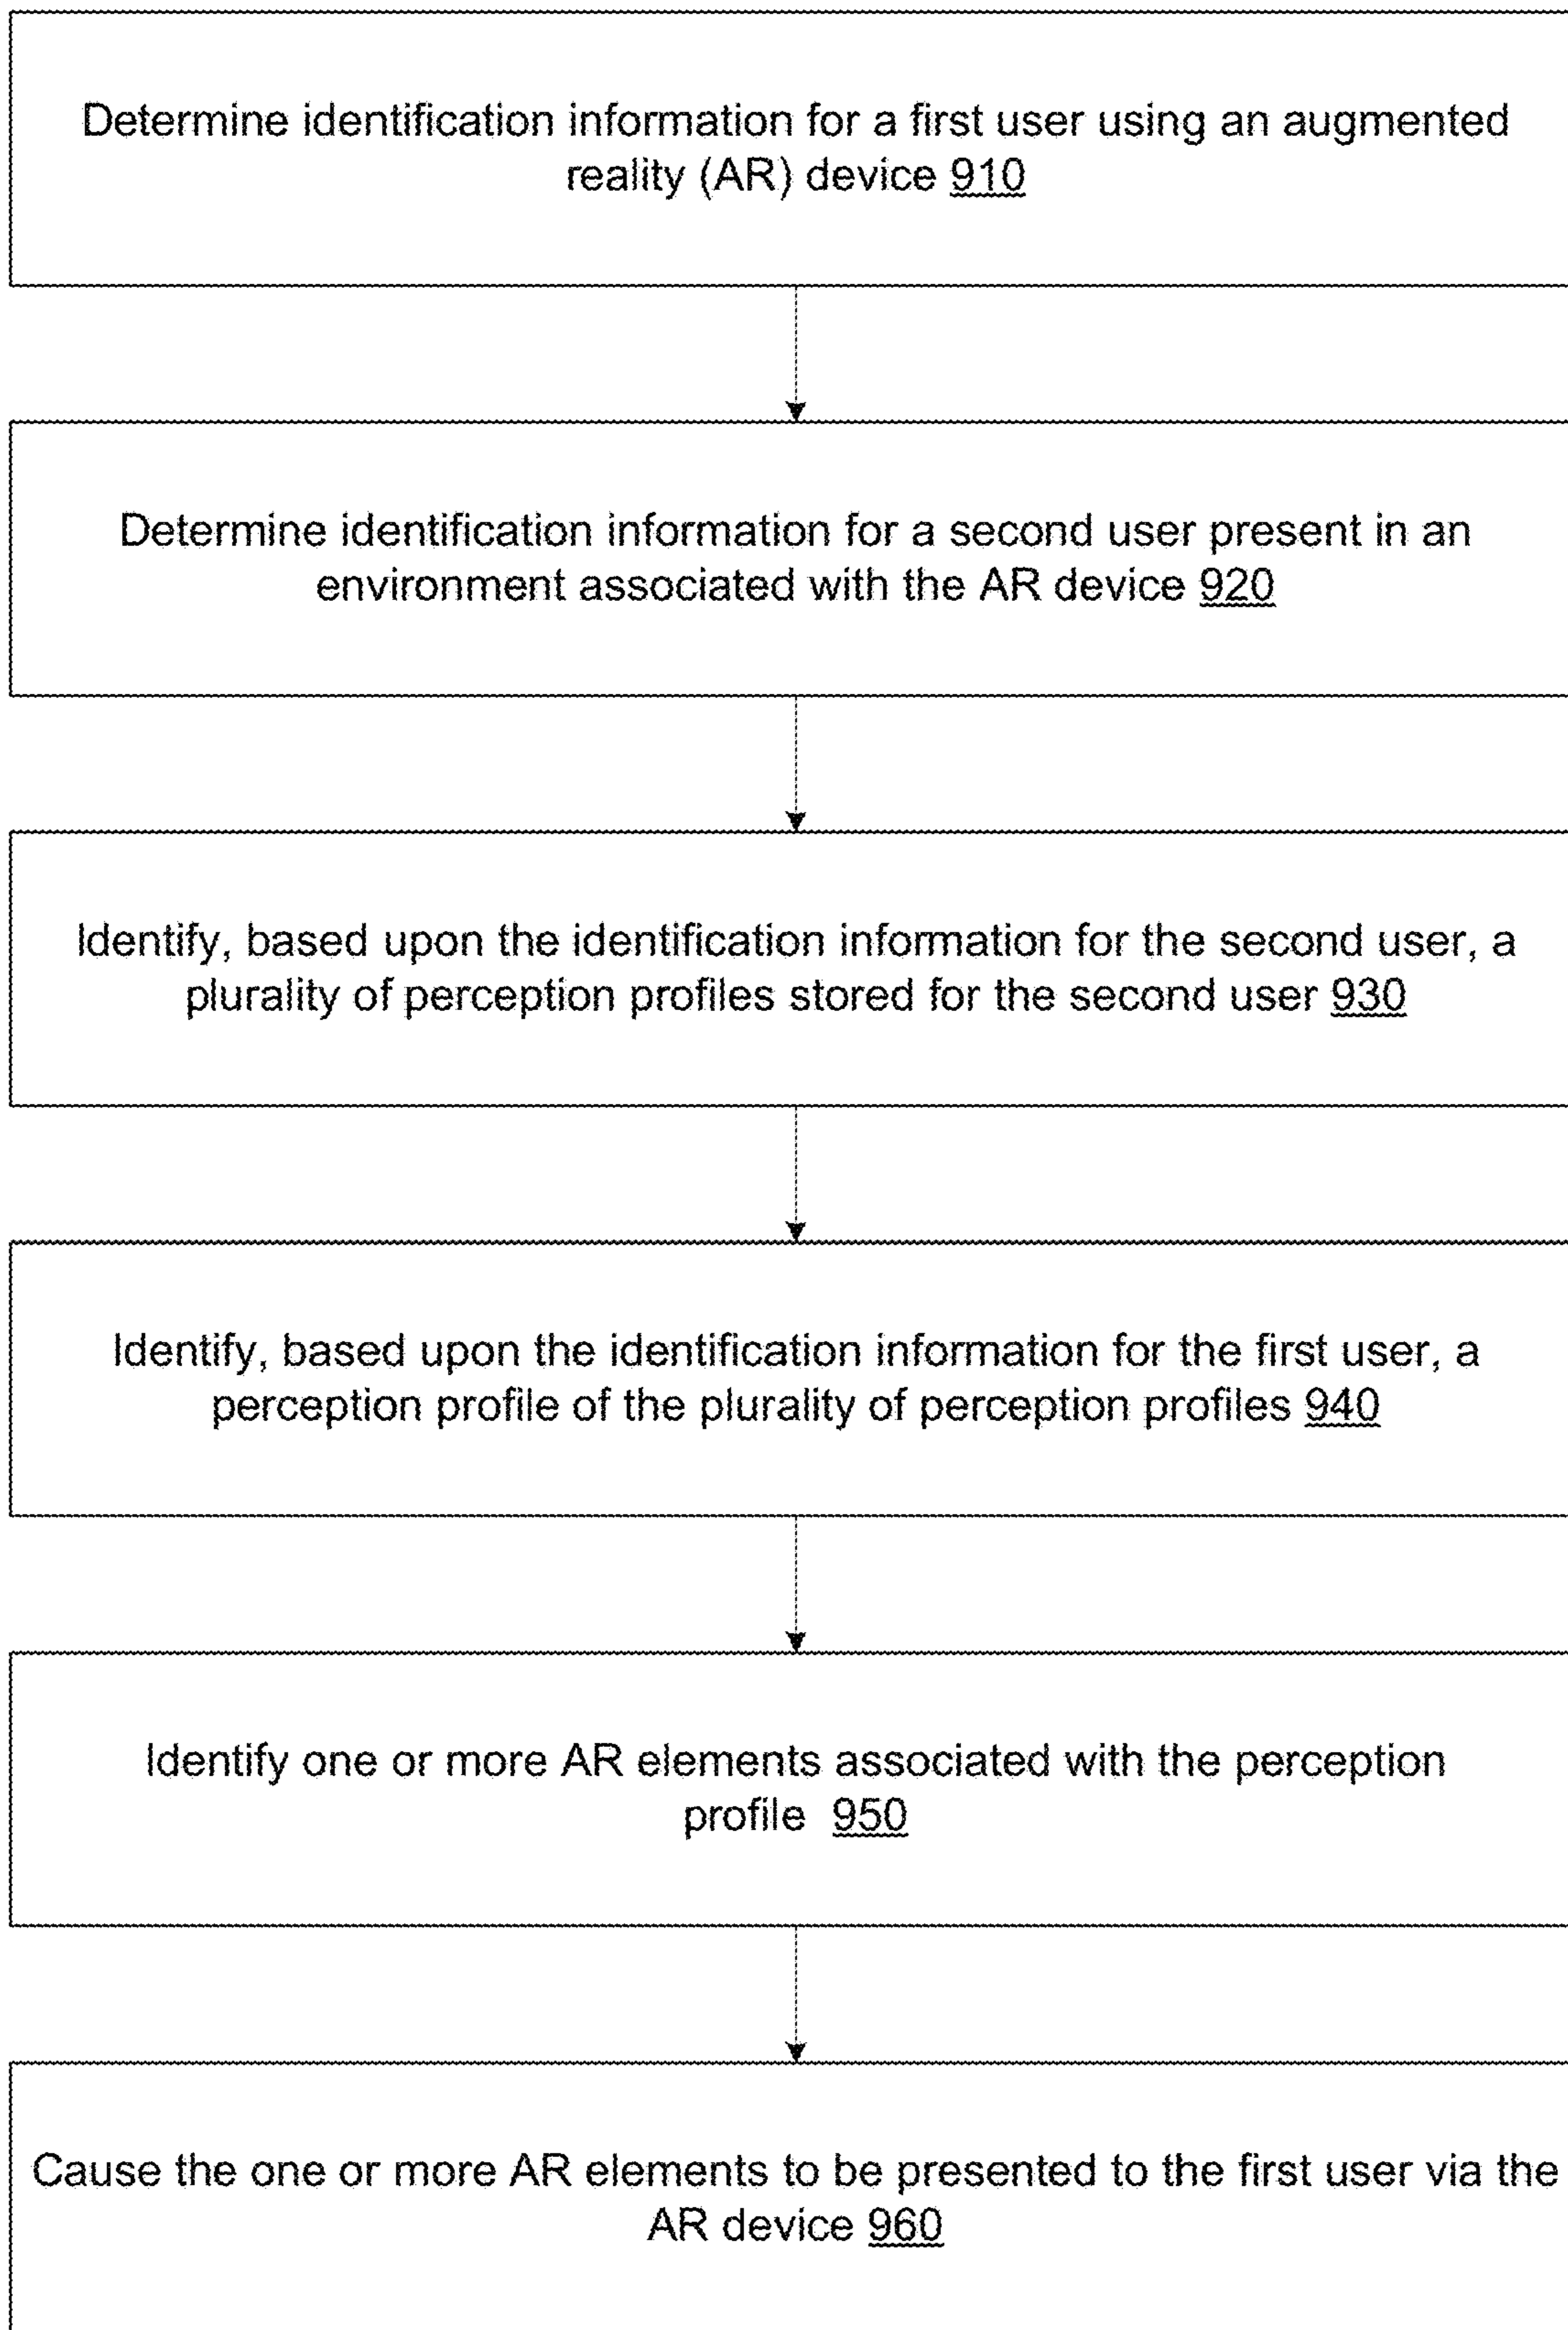 Determine identification information for a first user using an augmented
reality (AR) device 910
Determine identification information for a second user present in an
environment associated with the AR device 920
Identify, based upon the identification information for the second user, a
plurality of perception profiles stored for the second user 930
Identify, based upon the identification information for the first user, a
perception profile of the plurality of perception profiles 940
Identify one or more AR elements associated with the perception
profile 950
Cause the one or more AR elements to be presented to the first user via the
AR device 960